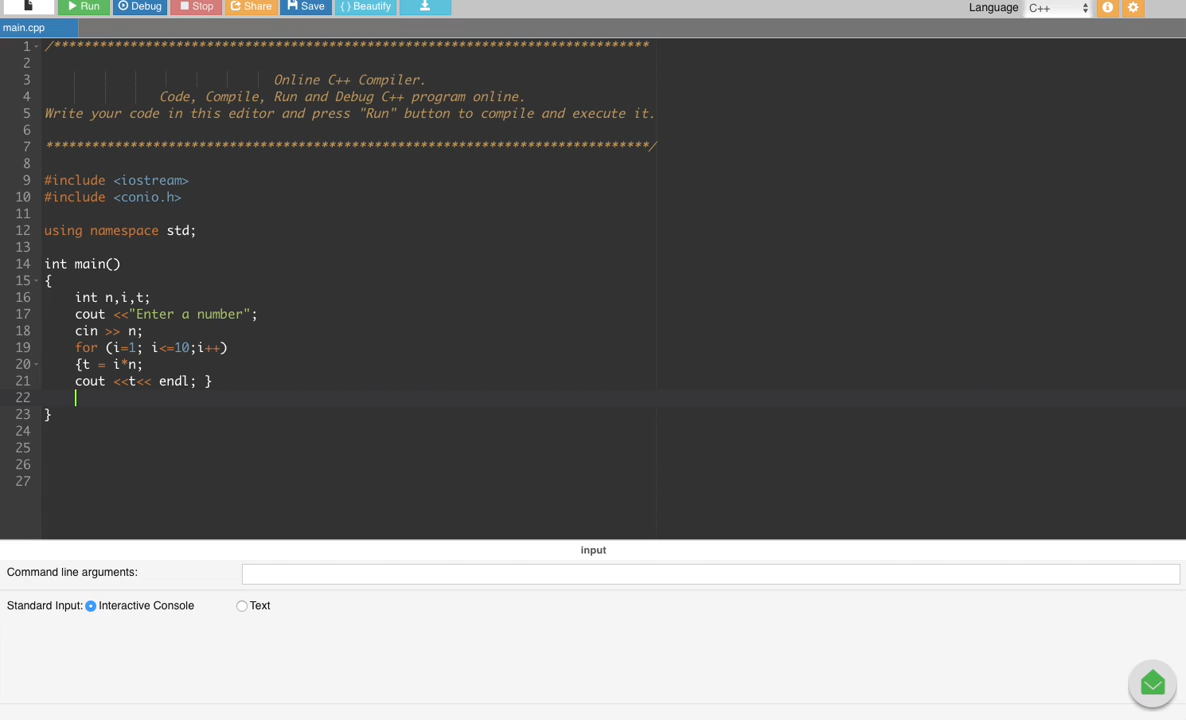 Run Debug Stop Share Save { } Beautify Language C++
main.cpp
1 /*******************************************************************************
2
3 Online C++ Compiler.
4 Code, Compile, Run and Debug C++ program online.
5 Write your code in this editor and press "Run" button to compile and execute it.
6
7 *******************************************************************************/
8
9 #include <iostream>
10 #include <conio.h>
11
12 using namespace std;
13
14 int main()
15 {
16 int n,i,t;
17 cout <<"Enter a number";
18 cin >> n;
19 for (i=1; i<=10;i++)
20 {t = i*n;
21 cout <<t<< endl; }
22
23 }
24
25
26
27
input
Command line arguments:
Standard Input: Interactive Console Text